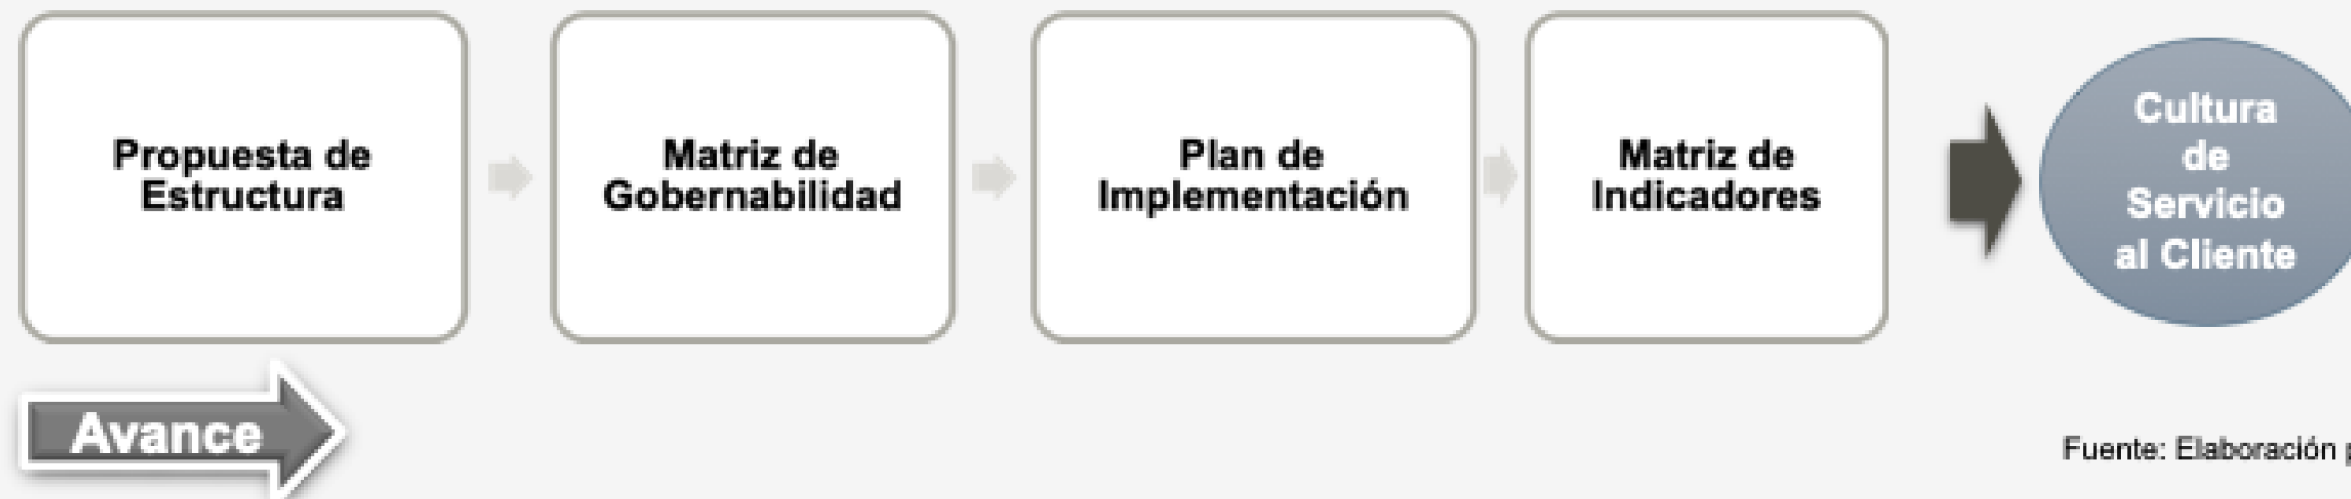 Propuesta de
Estructura
Matriz de
Gobernabilidad
Plan de
Implementación
Matriz de
Indicadores
Cultura
de
Servicio
al Cliente
Avance
Fuente: Elaboración